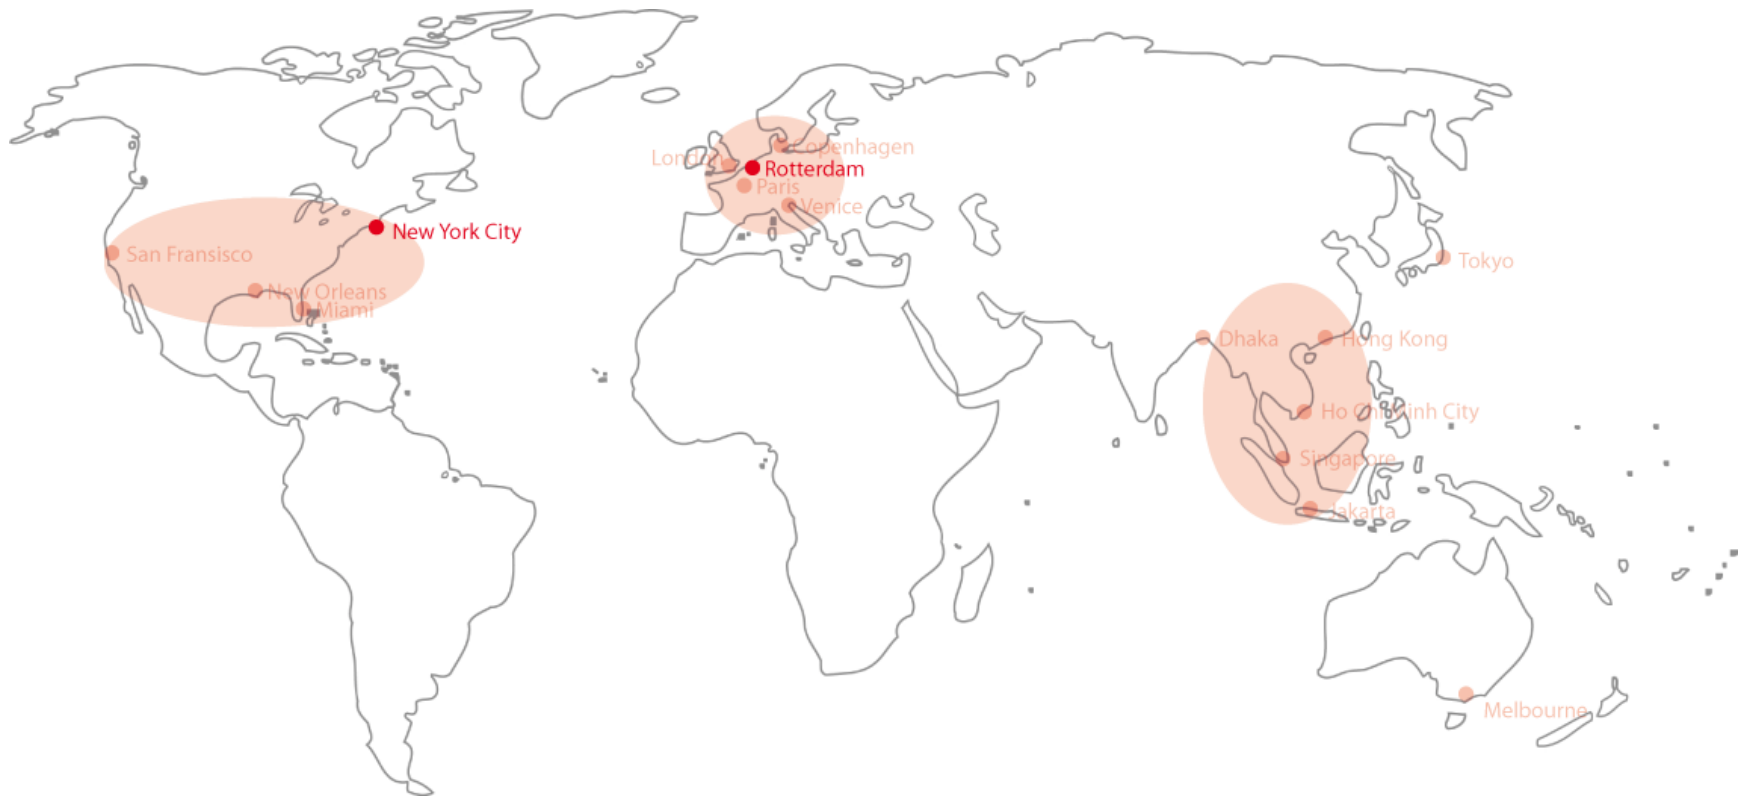 Copenhagen
London
Rotterdam
Paris
Venice
New York City
San Fransisco
New Orleans
Miami
Tokyo
Dhaka
Hong Kong
Ho Chi Minh City
Singapore
Jakarta
Melbourne